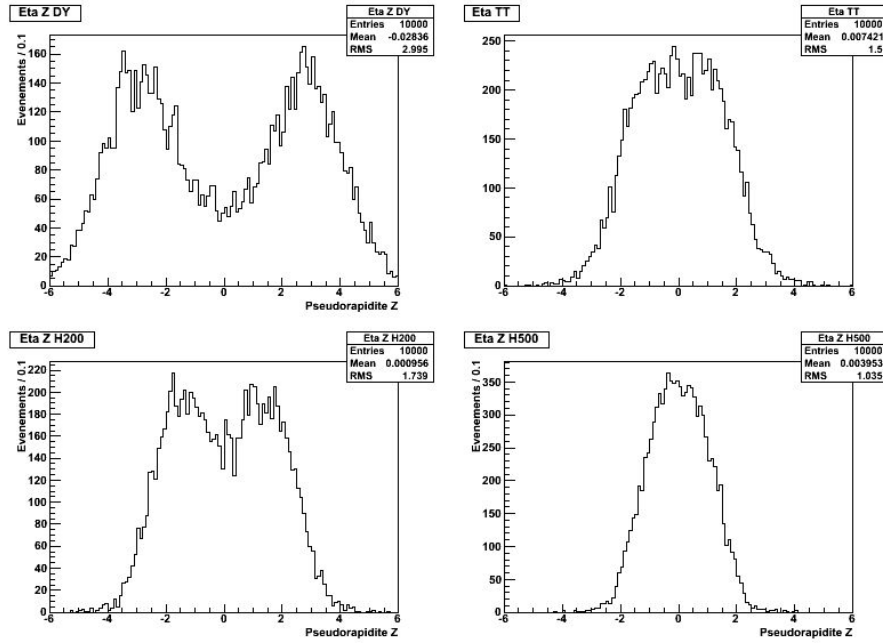 Eta Z DY
Eta Z DY
Entries 10000
Mean -0.02836
RMS 2.995
Evenements / 0.1
160
140
120
100
80
60
40
20
0
-6 -4 -2 0 2 4 6
Pseudorapidite Z
Eta TT
Eta TT
Entries 10000
Mean 0.007421
RMS 1.5
Evenements / 0.1
250
200
150
100
50
0
-6 -4 -2 0 2 4 6
Pseudorapidite Z
Eta Z H200
Eta Z H200
Entries 10000
Mean 0.000956
RMS 1.739
Evenements / 0.1
220
200
180
160
140
120
100
80
60
40
20
0
-6 -4 -2 0 2 4 6
Pseudorapidite Z
Eta Z H500
Eta Z H500
Entries 10000
Mean 0.003953
RMS 1.035
Evenements / 0.1
350
300
250
200
150
100
50
0
-6 -4 -2 0 2 4 6
Pseudorapidite Z